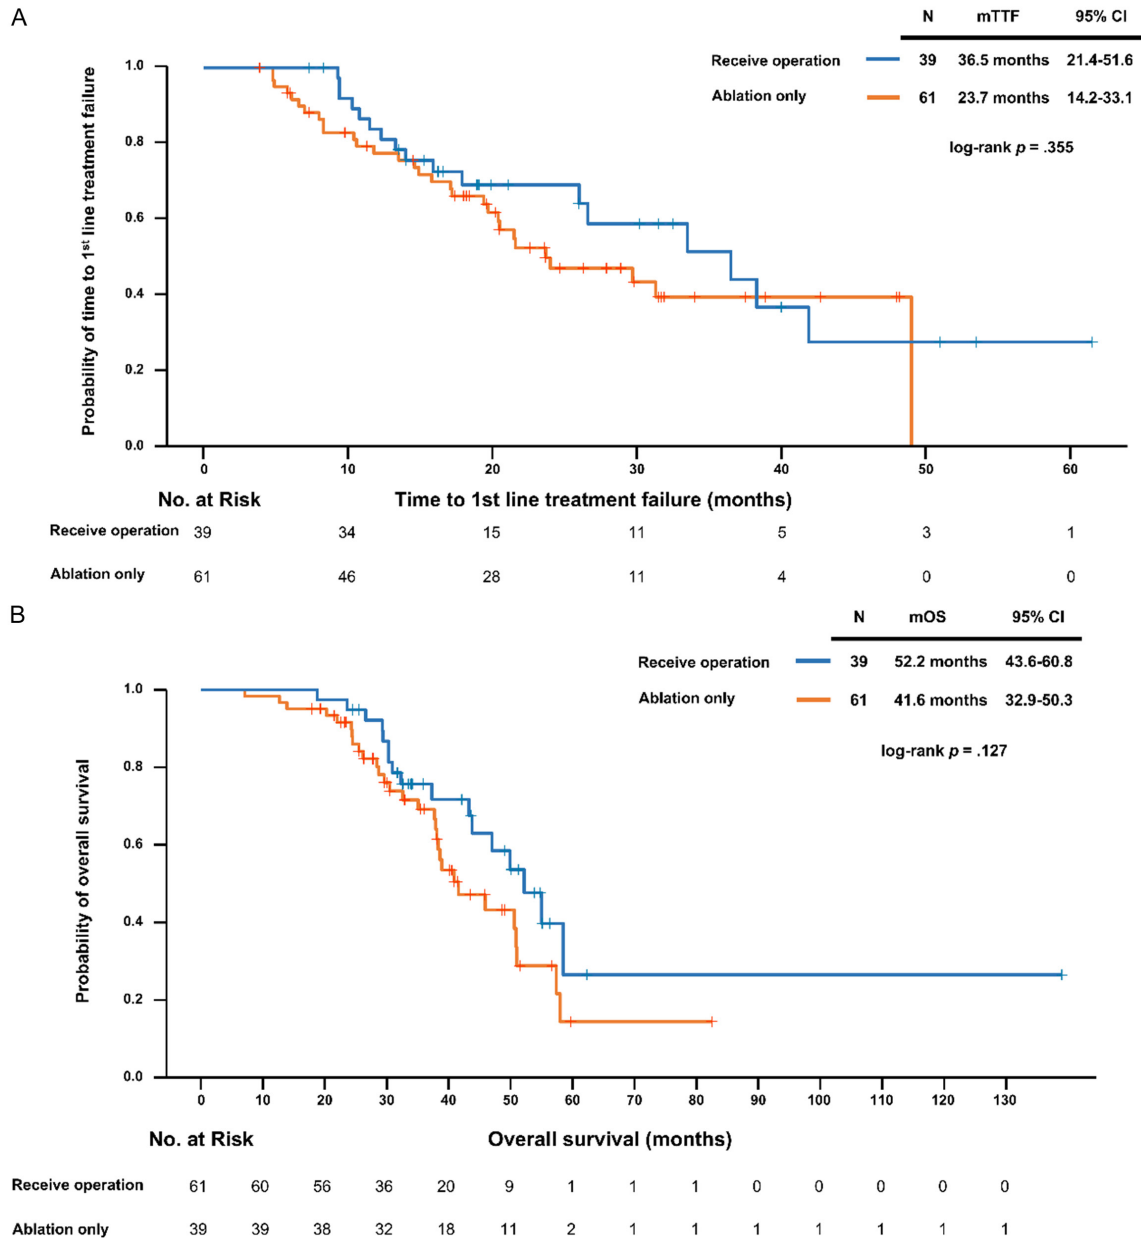 A
N mTTF 95% CI
Receive operation 39 36.5 months 21.4-51.6
Ablation only 61 23.7 months 14.2-33.1
log-rank p = .355
Probability of time to 1st line treatment failure
1.0
0.8
0.6
0.4
0.2
0.0
0 10 20 30 40 50 60
No. at Risk Time to 1st line treatment failure (months)
Receive operation 39 34 15 11 5 3 1
Ablation only 61 46 28 11 4 0 0
B
N mOS 95% CI
Receive operation 39 52.2 months 43.6-60.8
Ablation only 61 41.6 months 32.9-50.3
log-rank p = .127
Probability of overall survival
1.0
0.8
0.6
0.4
0.2
0.0
0 10 20 30 40 50 60 70 80 90 100 110 120 130
No. at Risk Overall survival (months)
Receive operation 61 60 56 36 20 9 1 1 1 0 0 0 0 0
Ablation only 39 39 38 32 18 11 2 1 1 1 1 1 1 1